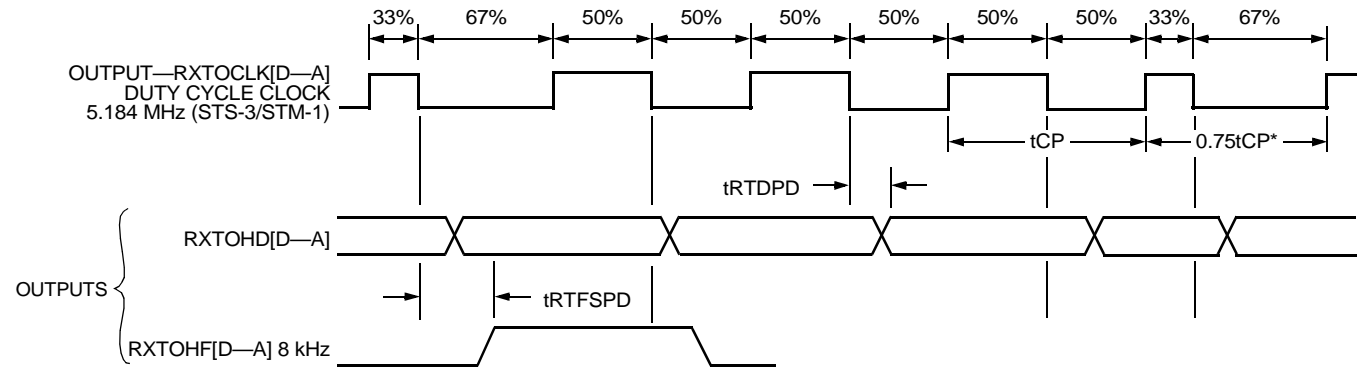 33% 67% 50% 50% 50% 50% 50% 50% 33% 67%
OUTPUT—RXTOCLK[D—A]
DUTY CYCLE CLOCK
5.184 MHz (STS-3/STM-1)
tCP 0.75tCP*
tRTDPD
RXTOHD[D—A]
OUTPUTS
tRTFSPD
RXTOHF[D—A] 8 kHz